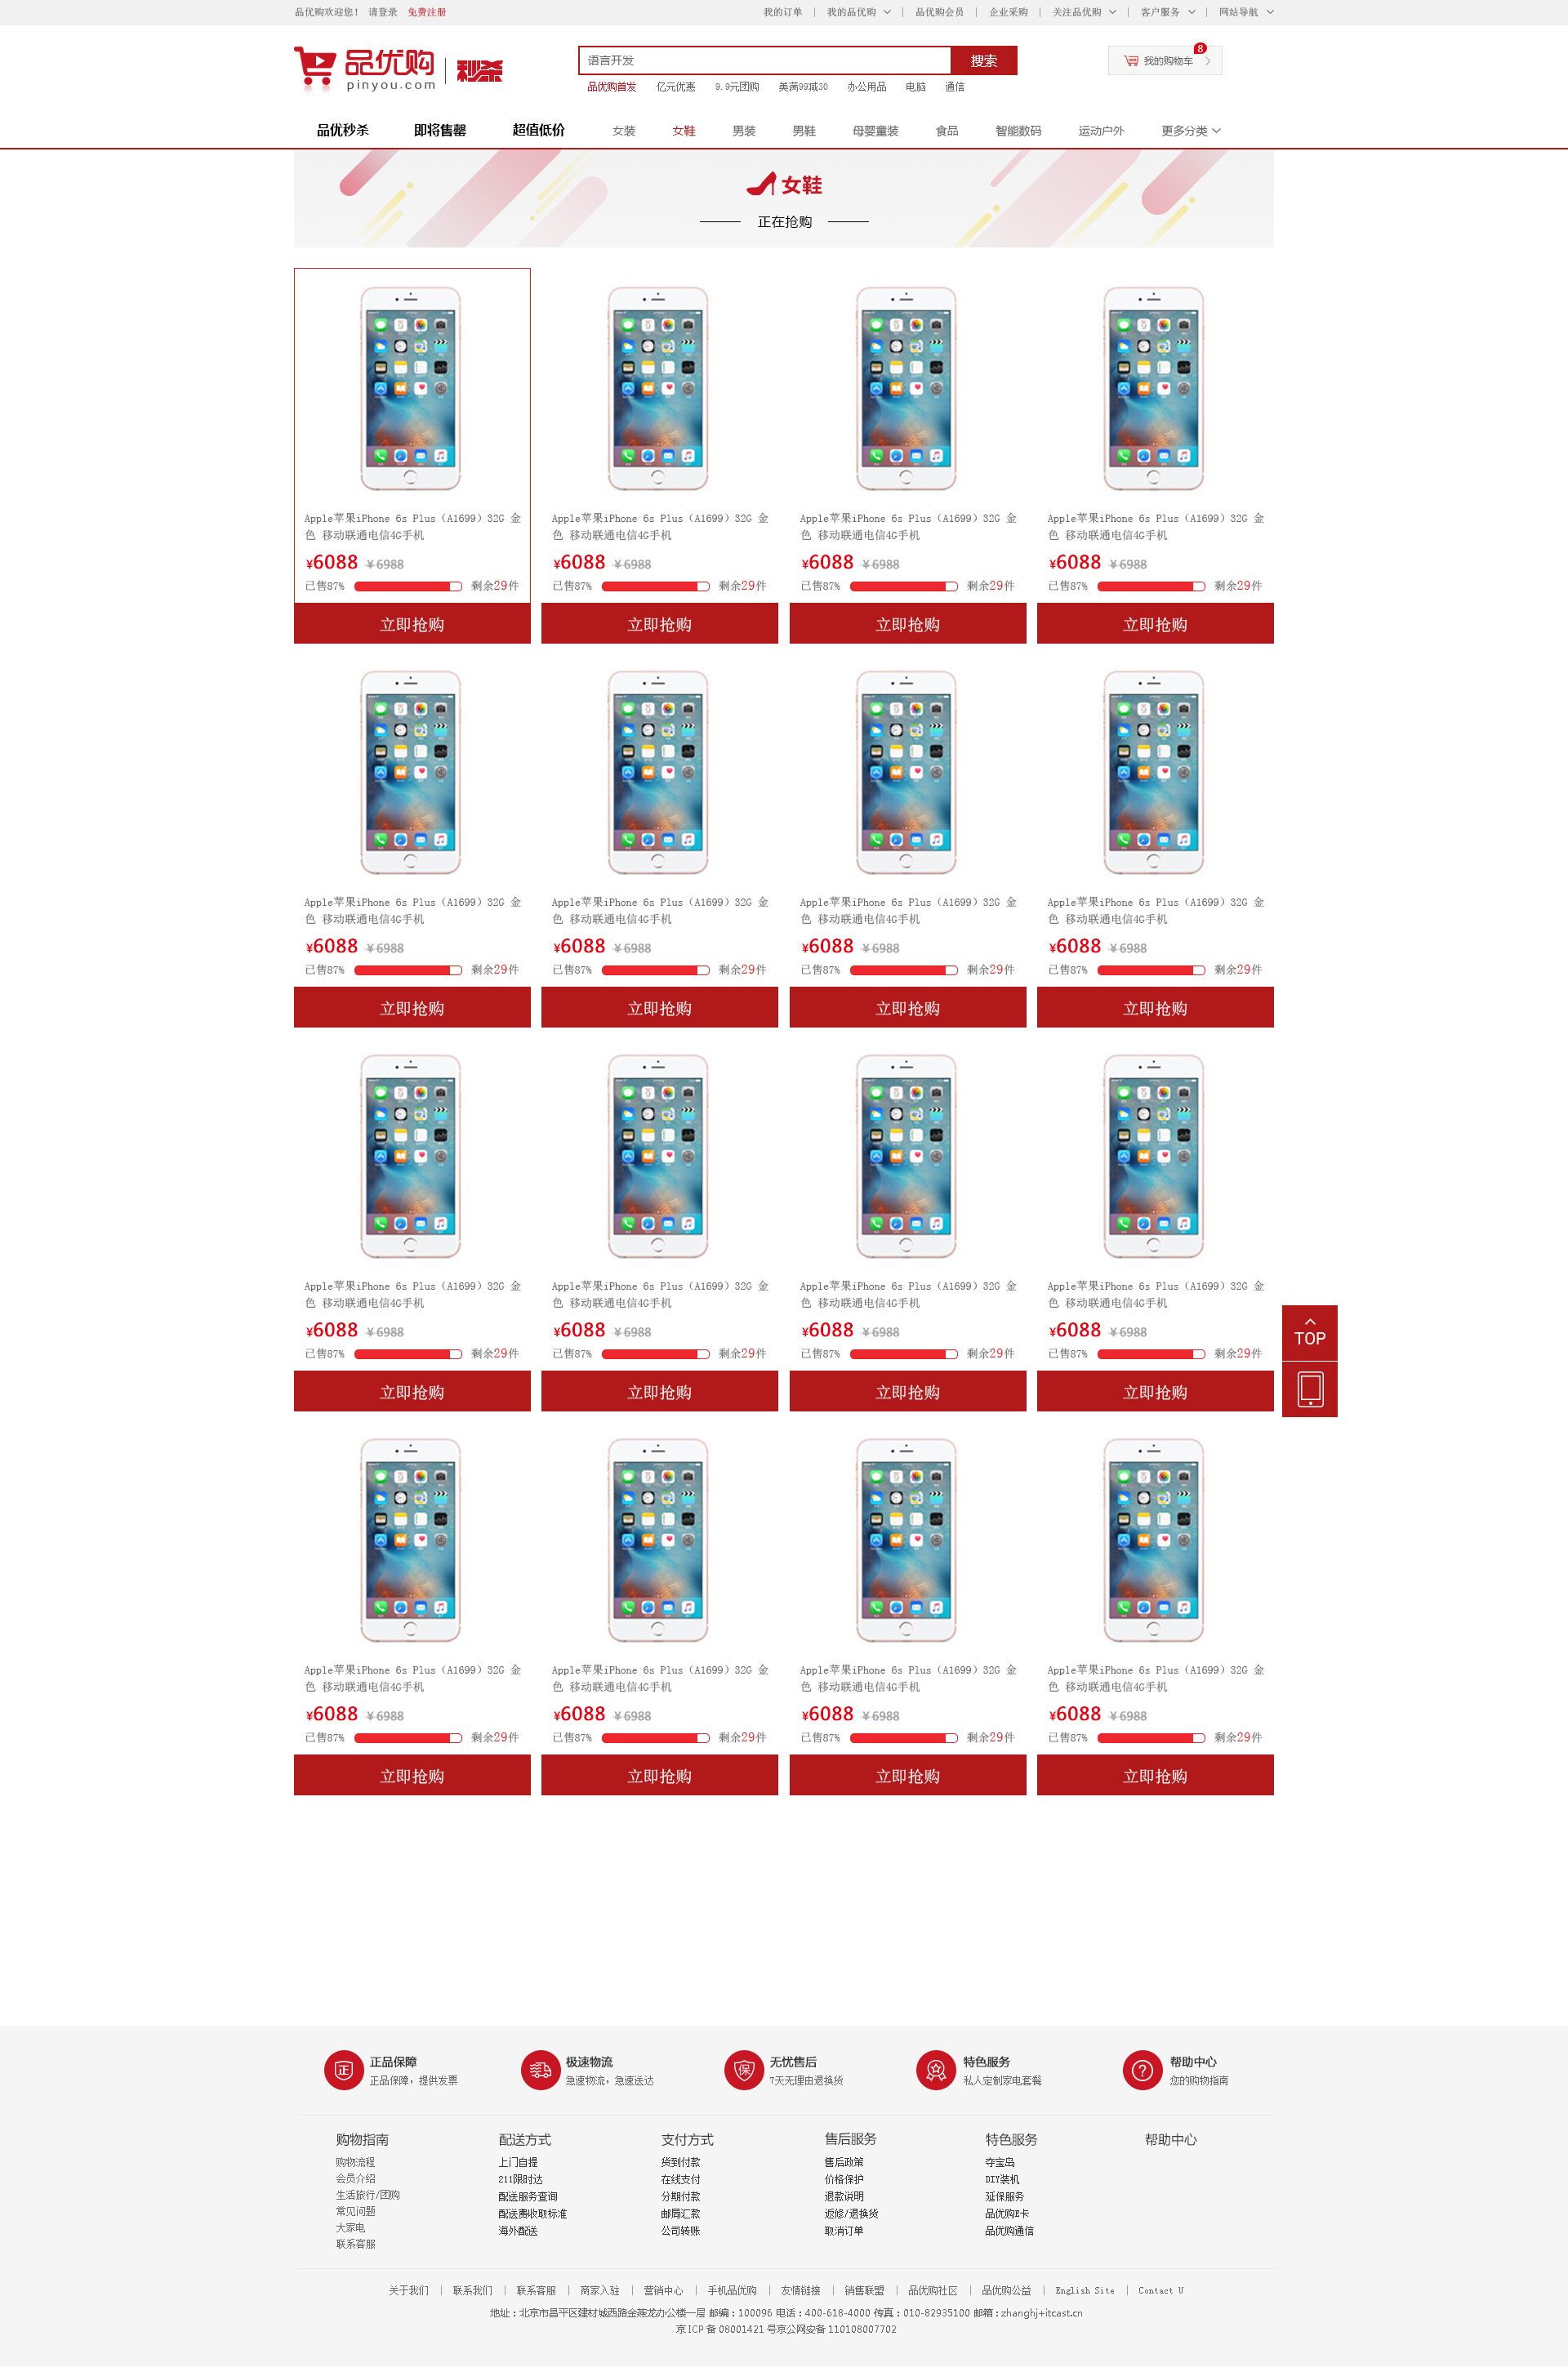 品优购欢迎您! 请登录 免费注册 我的订单 我的品优购 品优购会员 企业采购 关注品优购 客户服务 网站导航
品优购 秒杀 语言开发 搜索 我的购物车 8
pinyou.com
品优购首发 亿元优惠 9.9元团购 美满99减30 办公用品 电脑 通信
品优秒杀 即将售罄 超值低价 女装 女鞋 男装 男鞋 母婴童装 食品 智能数码 运动户外 更多分类
女鞋
正在抢购
Apple苹果iPhone 6s Plus（A1699）32G 金 Apple苹果iPhone 6s Plus（A1699）32G 金 Apple苹果iPhone 6s Plus（A1699）32G 金 Apple苹果iPhone 6s Plus（A1699）32G 金
色 移动联通电信4G手机 色 移动联通电信4G手机 色 移动联通电信4G手机 色 移动联通电信4G手机
¥6088 ¥6988 ¥6088 ¥6988 ¥6088 ¥6988 ¥6088 ¥6988
已售87% 剩余29件 已售87% 剩余29件 已售87% 剩余29件 已售87% 剩余29件
立即抢购 立即抢购 立即抢购 立即抢购
Apple苹果iPhone 6s Plus（A1699）32G 金 Apple苹果iPhone 6s Plus（A1699）32G 金 Apple苹果iPhone 6s Plus（A1699）32G 金 Apple苹果iPhone 6s Plus（A1699）32G 金
色 移动联通电信4G手机 色 移动联通电信4G手机 色 移动联通电信4G手机 色 移动联通电信4G手机
¥6088 ¥6988 ¥6088 ¥6988 ¥6088 ¥6988 ¥6088 ¥6988
已售87% 剩余29件 已售87% 剩余29件 已售87% 剩余29件 已售87% 剩余29件
立即抢购 立即抢购 立即抢购 立即抢购
Apple苹果iPhone 6s Plus（A1699）32G 金 Apple苹果iPhone 6s Plus（A1699）32G 金 Apple苹果iPhone 6s Plus（A1699）32G 金 Apple苹果iPhone 6s Plus（A1699）32G 金
色 移动联通电信4G手机 色 移动联通电信4G手机 色 移动联通电信4G手机 色 移动联通电信4G手机
¥6088 ¥6988 ¥6088 ¥6988 ¥6088 ¥6988 ¥6088 ¥6988
TOP
已售87% 剩余29件 已售87% 剩余29件 已售87% 剩余29件 已售87% 剩余29件
立即抢购 立即抢购 立即抢购 立即抢购
Apple苹果iPhone 6s Plus（A1699）32G 金 Apple苹果iPhone 6s Plus（A1699）32G 金 Apple苹果iPhone 6s Plus（A1699）32G 金 Apple苹果iPhone 6s Plus（A1699）32G 金
色 移动联通电信4G手机 色 移动联通电信4G手机 色 移动联通电信4G手机 色 移动联通电信4G手机
¥6088 ¥6988 ¥6088 ¥6988 ¥6088 ¥6988 ¥6088 ¥6988
已售87% 剩余29件 已售87% 剩余29件 已售87% 剩余29件 已售87% 剩余29件
立即抢购 立即抢购 立即抢购 立即抢购
正 正品保障 极速物流 保 无忧售后 特色服务 ? 帮助中心
正品保障，提供发票 急速物流，急速送达 7天无理由退换货 私人定制家电套餐 您的购物指南
购物指南 配送方式 支付方式 售后服务 特色服务 帮助中心
购物流程 上门自提 货到付款 售后政策 夺宝岛
会员介绍 211限时达 在线支付 价格保护 DIY装机
生活旅行/团购 配送服务查询 分期付款 退款说明 延保服务
常见问题 配送费收取标准 邮局汇款 返修/退换货 品优购E卡
大家电 海外配送 公司转账 取消订单 品优购通信
联系客服
关于我们 | 联系我们 | 联系客服 | 商家入驻 | 营销中心 | 手机品优购 | 友情链接 | 销售联盟 | 品优购社区 | 品优购公益 | English Site | Contact U
地址：北京市昌平区建材城西路金燕龙办公楼一层 邮编：100096 电话：400-618-4000 传真：010-82935100 邮箱：zhanghj+itcast.cn
京ICP备08001421号京公网安备110108007702